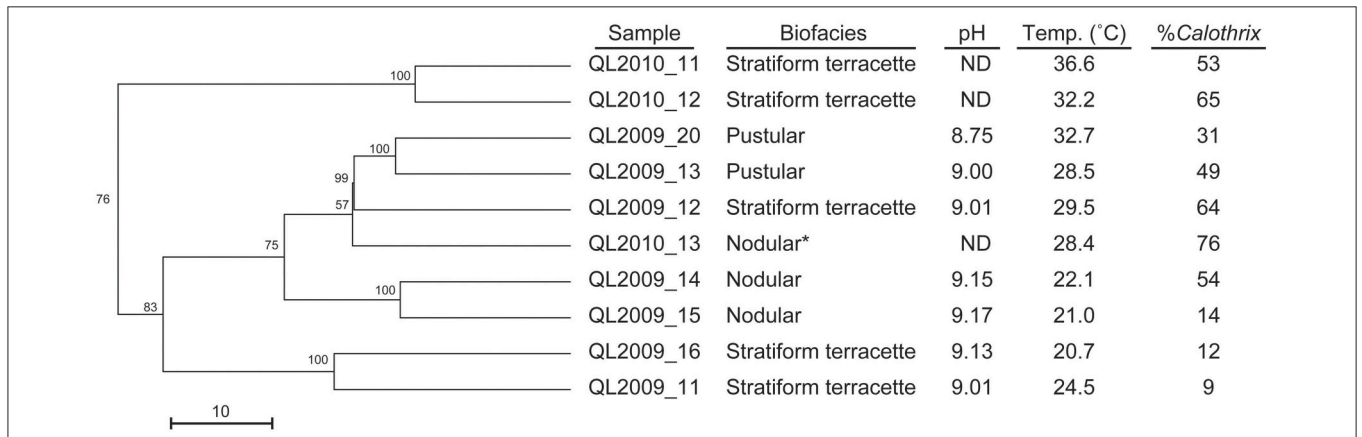 Sample Biofacies pH Temp. (˚C) %Calothrix
100 QL2010_11 Stratiform terracette ND 36.6 53
QL2010_12 Stratiform terracette ND 32.2 65
QL2009_20 Pustular 8.75 32.7 31
100
QL2009_13 Pustular 9.00 28.5 49
99
76
57 QL2009_12 Stratiform terracette 9.01 29.5 64
75 QL2010_13 Nodular* ND 28.4 76
QL2009_14 Nodular 9.15 22.1 54
100
83 QL2009_15 Nodular 9.17 21.0 14
100 QL2009_16 Stratiform terracette 9.13 20.7 12
QL2009_11 Stratiform terracette 9.01 24.5 9
10